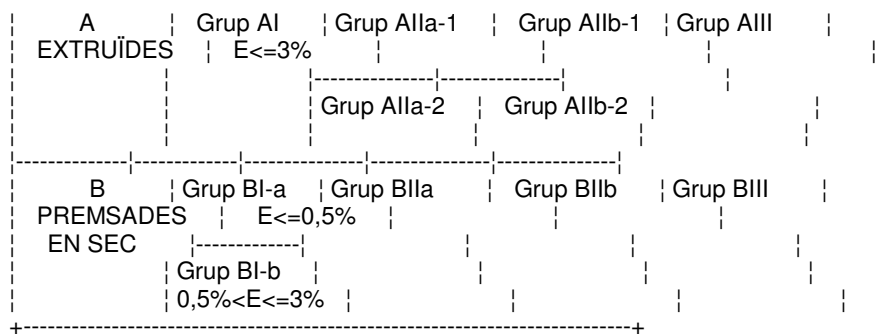 ¦ A ¦ Grup AI ¦ Grup AIIa-1 ¦ Grup AIIb-1 ¦ Grup AIII ¦
¦ EXTRUÏDES ¦ E<=3% ¦ ¦ ¦ ¦
¦ ¦ ¦---------------¦---------------¦ ¦
¦ ¦ ¦ Grup AIIa-2 ¦ Grup AIIb-2 ¦ ¦
¦ ¦ ¦ ¦ ¦ ¦
¦--------------¦-------------¦---------------¦---------------¦---------------¦
¦ B ¦ Grup BI-a ¦ Grup BIIa ¦ Grup BIIb ¦ Grup BIII ¦
¦ PREMSADES ¦ E<=0,5% ¦ ¦ ¦ ¦
¦ EN SEC ¦-------------¦ ¦ ¦ ¦
¦ ¦ Grup BI-b ¦ ¦ ¦ ¦
¦ ¦ 0,5%<E<=3% ¦ ¦ ¦ ¦
+----------------------------------------------------------------------------+